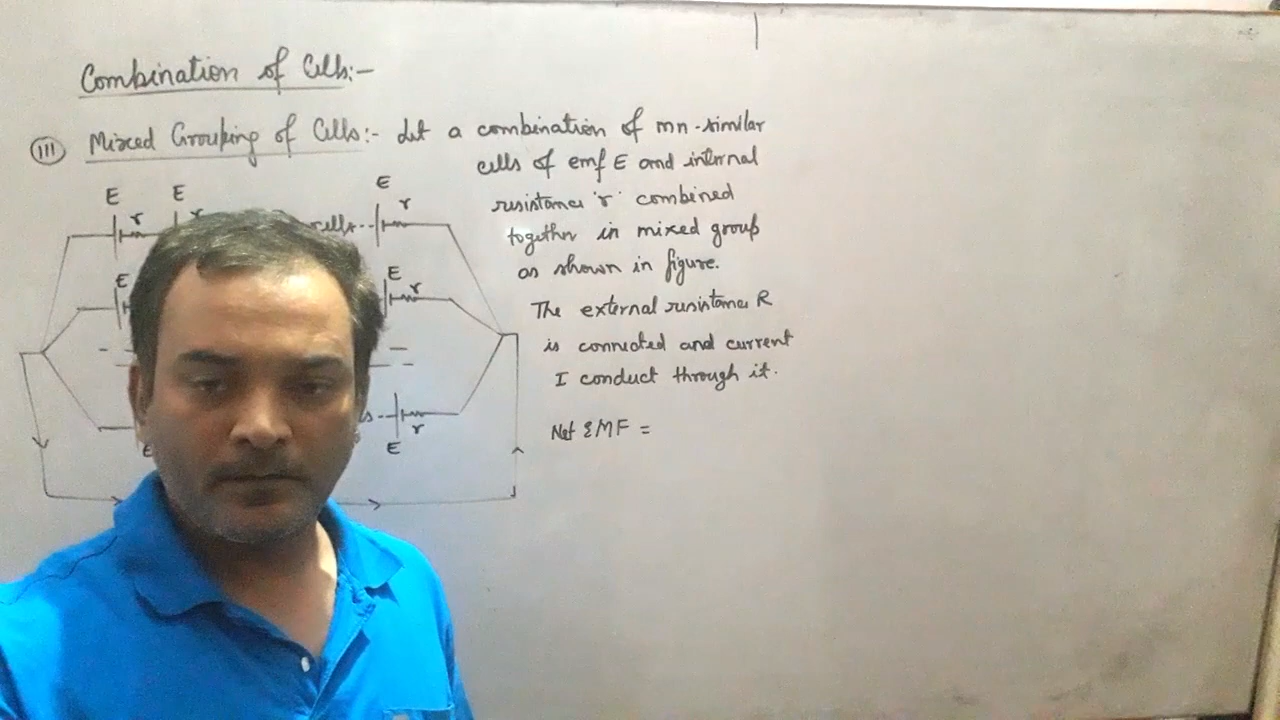 Combination of Cells:-
(III) Mixed Grouping of Cells:- Let a combination of mn-similar
cells of emf E and internal
resistance 'r' combined
together in mixed group
as shown in figure.
The external resistance R
is connected and current
I conduct through it.
Net EMF =
E E E
r r cells r
E E
r
s
E r